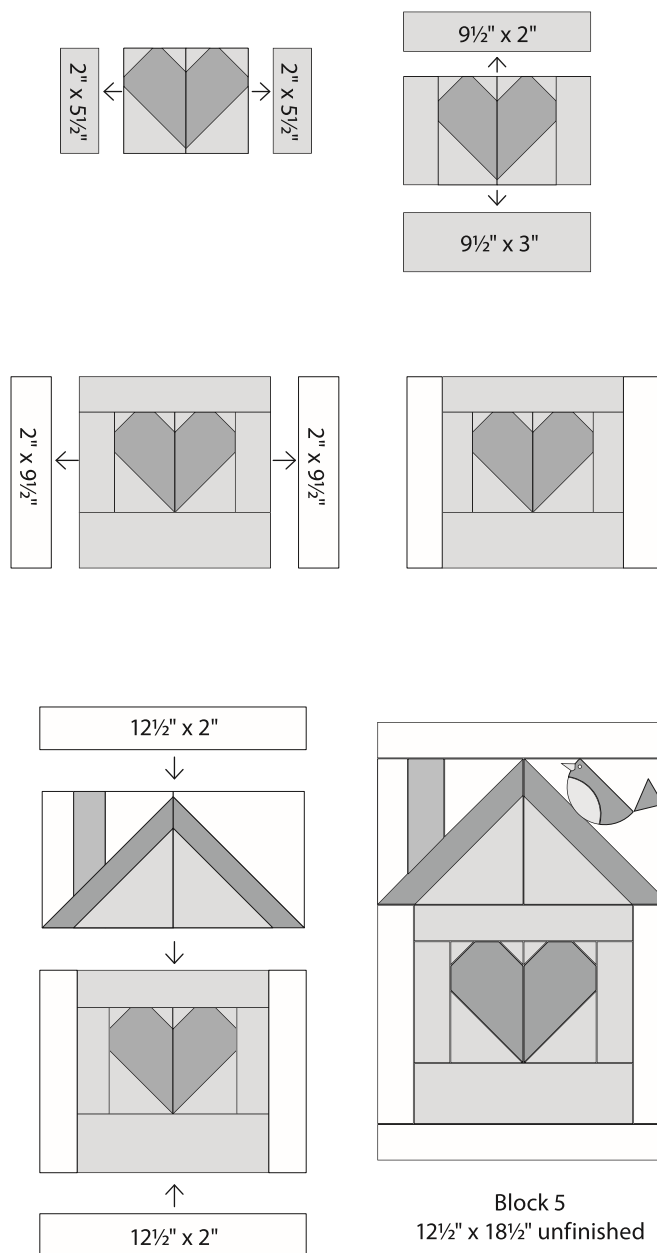 2" x 5½"
2" x 5½"
9½" x 2"
9½" x 3"
2" x 9½"
2" x 9½"
12½" x 2"
12½" x 2"
Block 5
12½" x 18½" unfinished